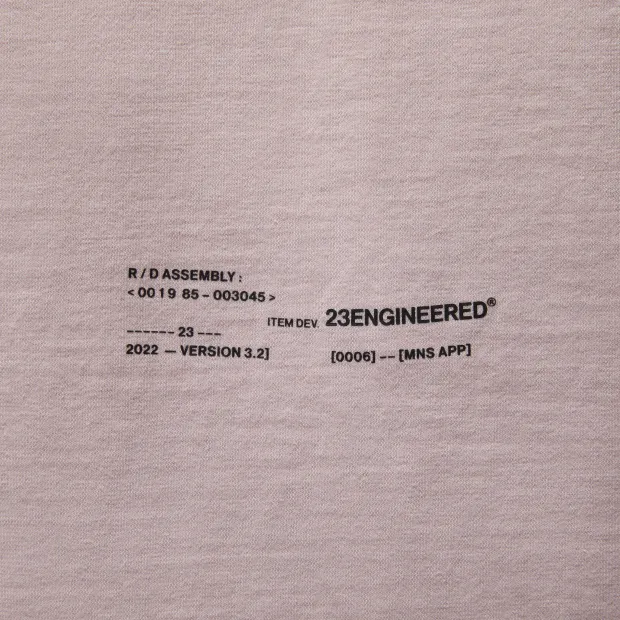 R / D ASSEMBLY :
< 0019 85 – 003045 >
ITEM DEV. 23ENGINEERED®
------ 23 ---
2022 — VERSION 3.2]
[0006] -- [MNS APP]